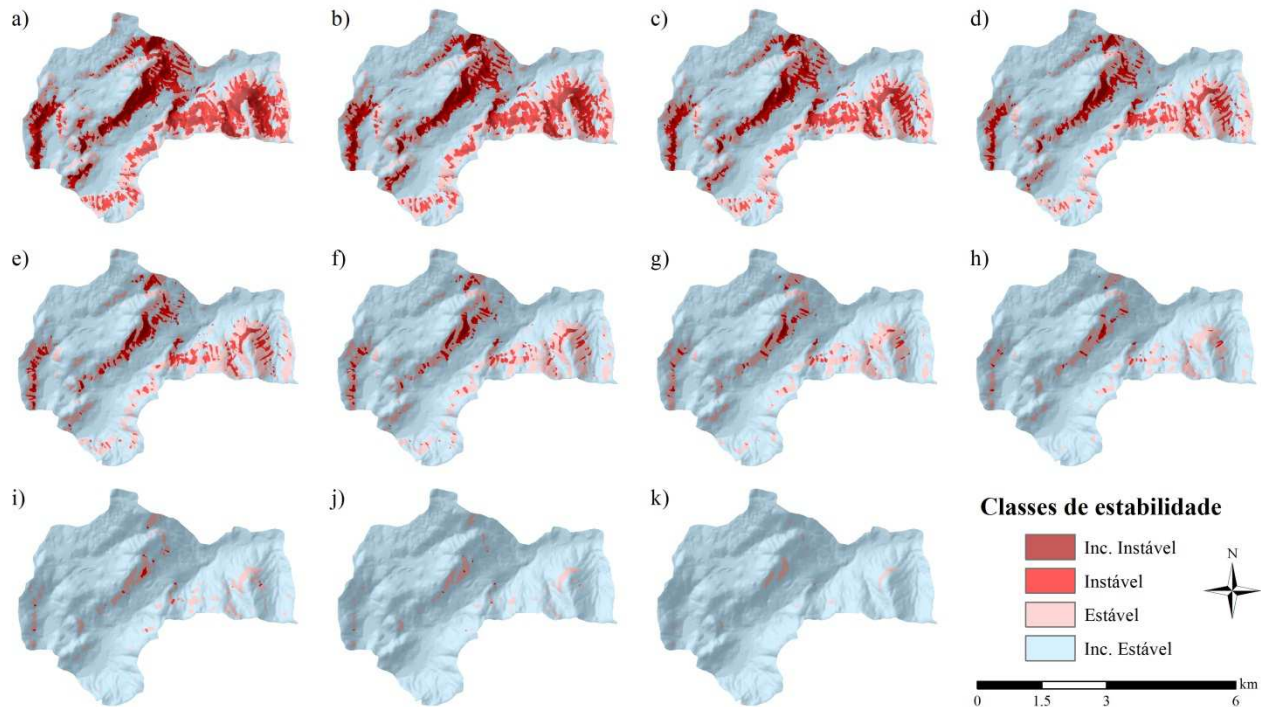 a)
b)
c)
d)
e)
f)
g)
h)
i)
j)
k)
Classes de estabilidade
Inc. Instável
Instável
Estável
Inc. Estável
N
km
0 1.5 3 6